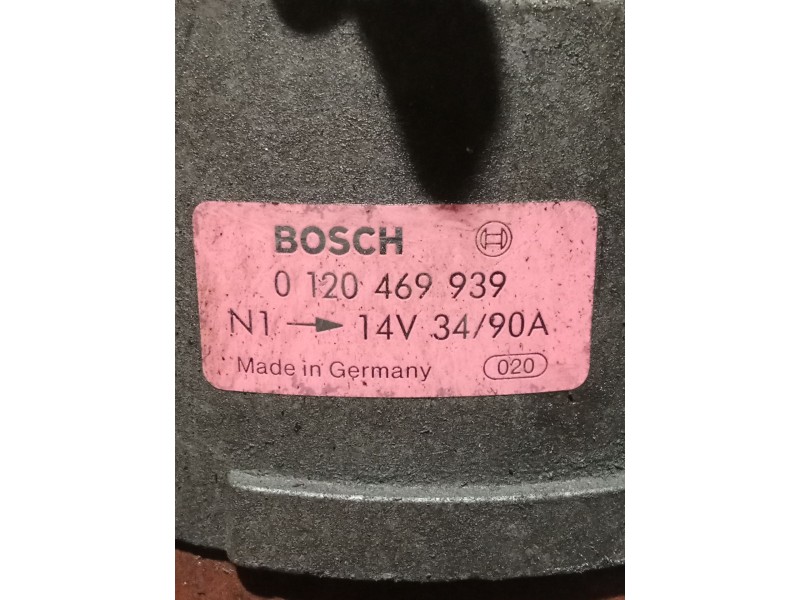 BOSCH
0 120 469 939
N1 → 14V 34/90A
Made in Germany 020